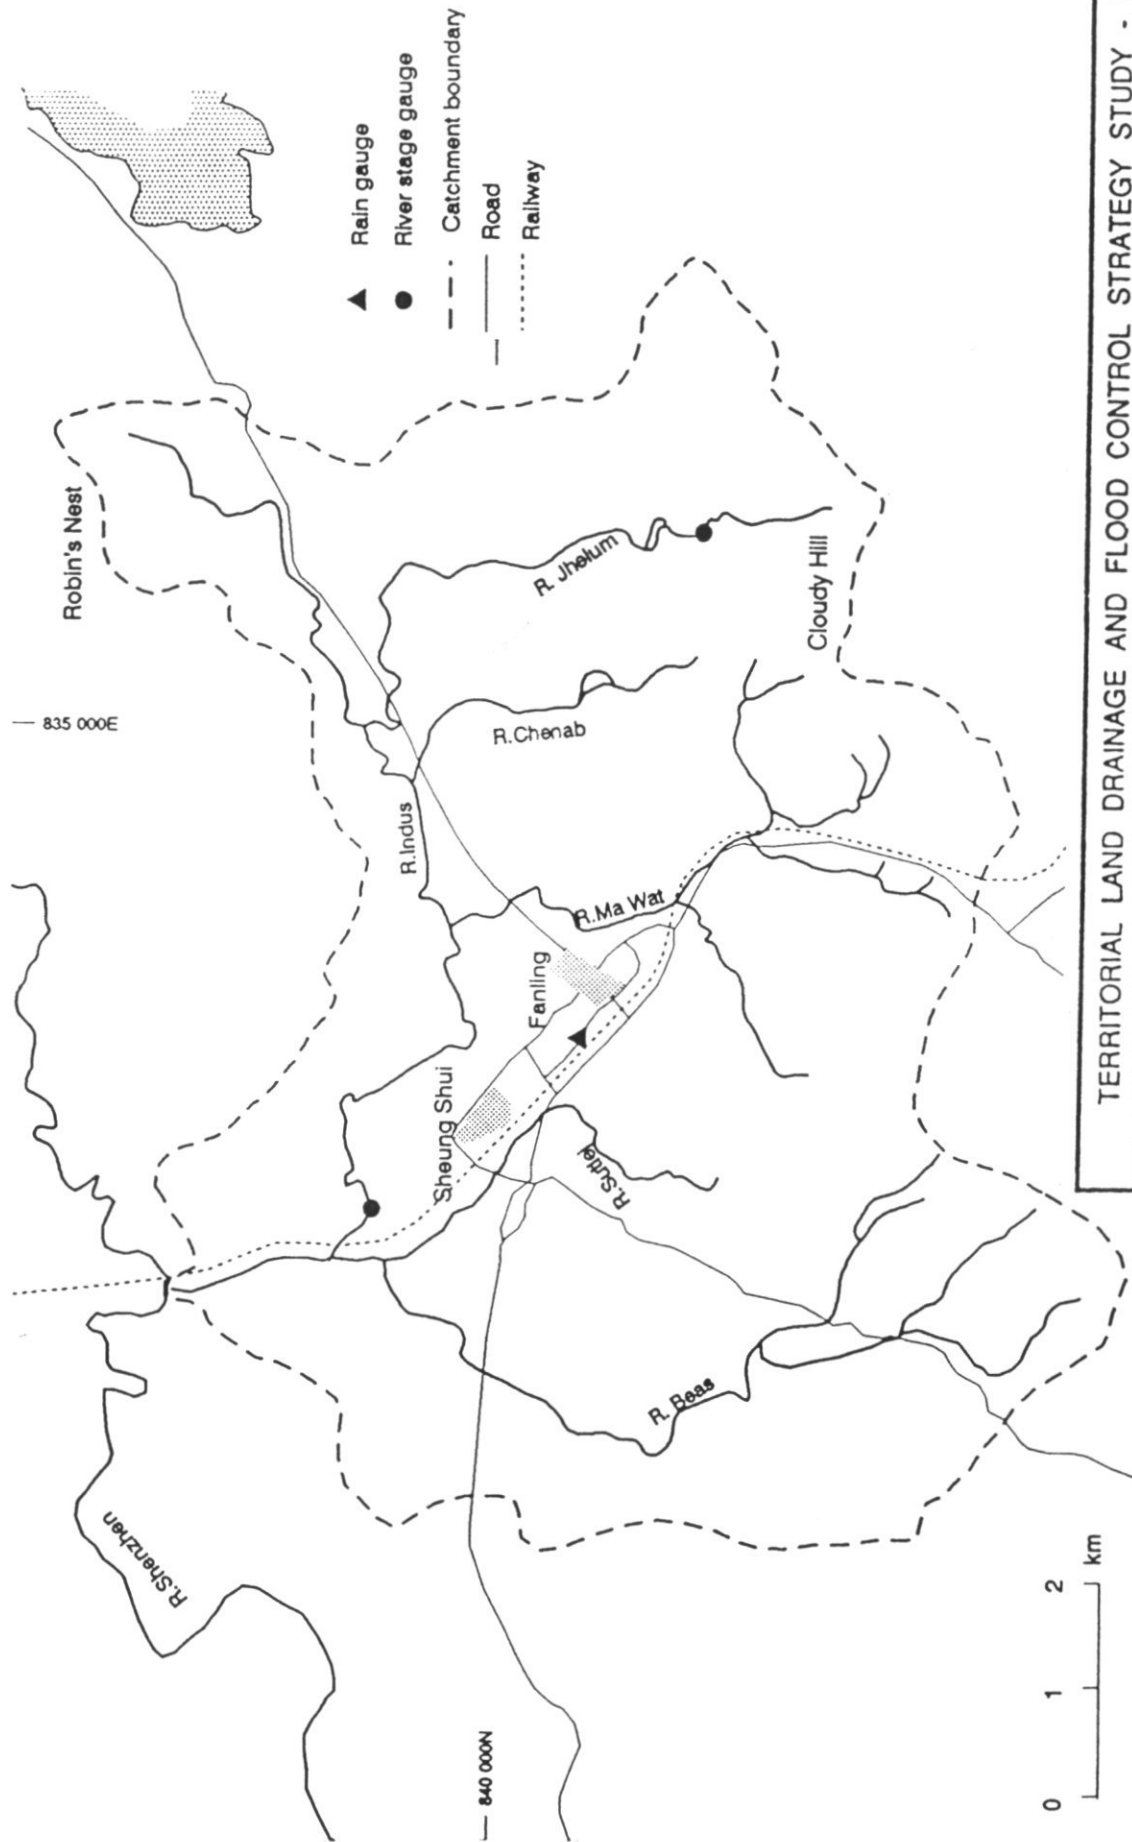 Rain gauge
River stage gauge
Catchment boundary
Road
Railway
Robin's Nest
835 000E
R. Jhelum
Cloudy Hill
R.Chenab
R.Indus
R.Ma Wat
Fanling
Sheung Shui
R.Suttel
R. Beas
R.Shenzhen
840 000N
0 1 2 km
TERRITORIAL LAND DRAINAGE AND FLOOD CONTROL STRATEGY STUDY -